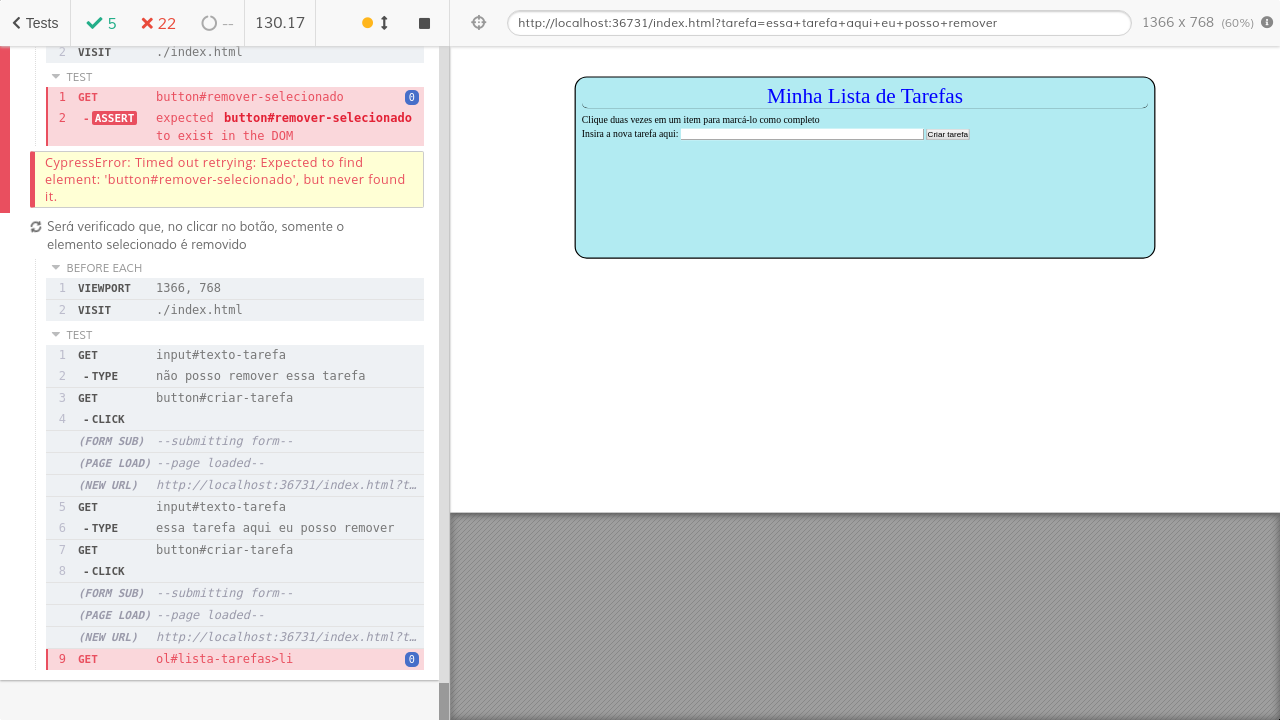 Tests
5
22
--
130.17
http://localhost:36731/index.html?tarefa=essa+tarefa+aqui+eu+posso+remover
1366 x 768 (60%)
2 VISIT ./index.html
TEST
1 GET button#remover-selecionado 0
2 - ASSERT expected button#remover-selecionado
to exist in the DOM
CypressError: Timed out retrying: Expected to find
element: 'button#remover-selecionado', but never found
it.
Será verificado que, no clicar no botão, somente o
elemento selecionado é removido
BEFORE EACH
1 VIEWPORT 1366, 768
2 VISIT ./index.html
TEST
1 GET input#texto-tarefa
2 - TYPE não posso remover essa tarefa
3 GET button#criar-tarefa
4 - CLICK
(FORM SUB) --submitting form--
(PAGE LOAD) --page loaded--
(NEW URL) http://localhost:36731/index.html?t…
5 GET input#texto-tarefa
6 - TYPE essa tarefa aqui eu posso remover
7 GET button#criar-tarefa
8 - CLICK
(FORM SUB) --submitting form--
(PAGE LOAD) --page loaded--
(NEW URL) http://localhost:36731/index.html?t…
9 GET ol#lista-tarefas>li 0
Minha Lista de Tarefas
Clique duas vezes em um item para marcá-lo como completo
Insira a nova tarefa aqui: Criar tarefa